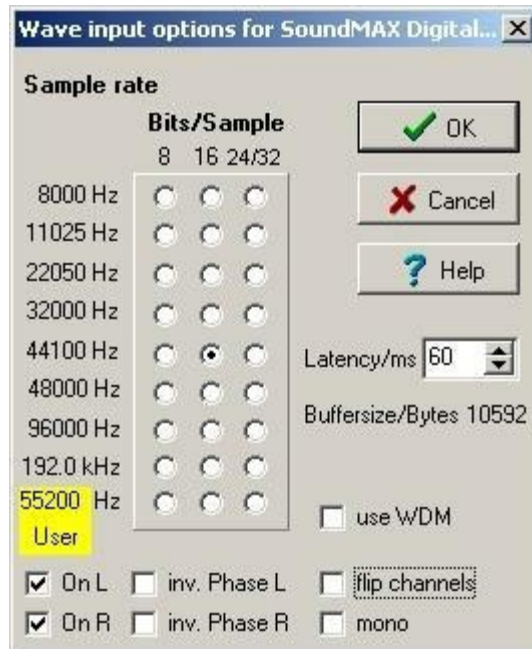 Wave input options for SoundMAX Digital...
Sample rate
Bits/Sample
8 16 24/32
8000 Hz
11025 Hz
22050 Hz
32000 Hz
44100 Hz
48000 Hz
96000 Hz
192.0 kHz
55200 Hz
User
OK
Cancel
? Help
Latency/ms 60
Buffersize/Bytes 10592
use WDM
On L inv. Phase L flip channels
On R inv. Phase R mono